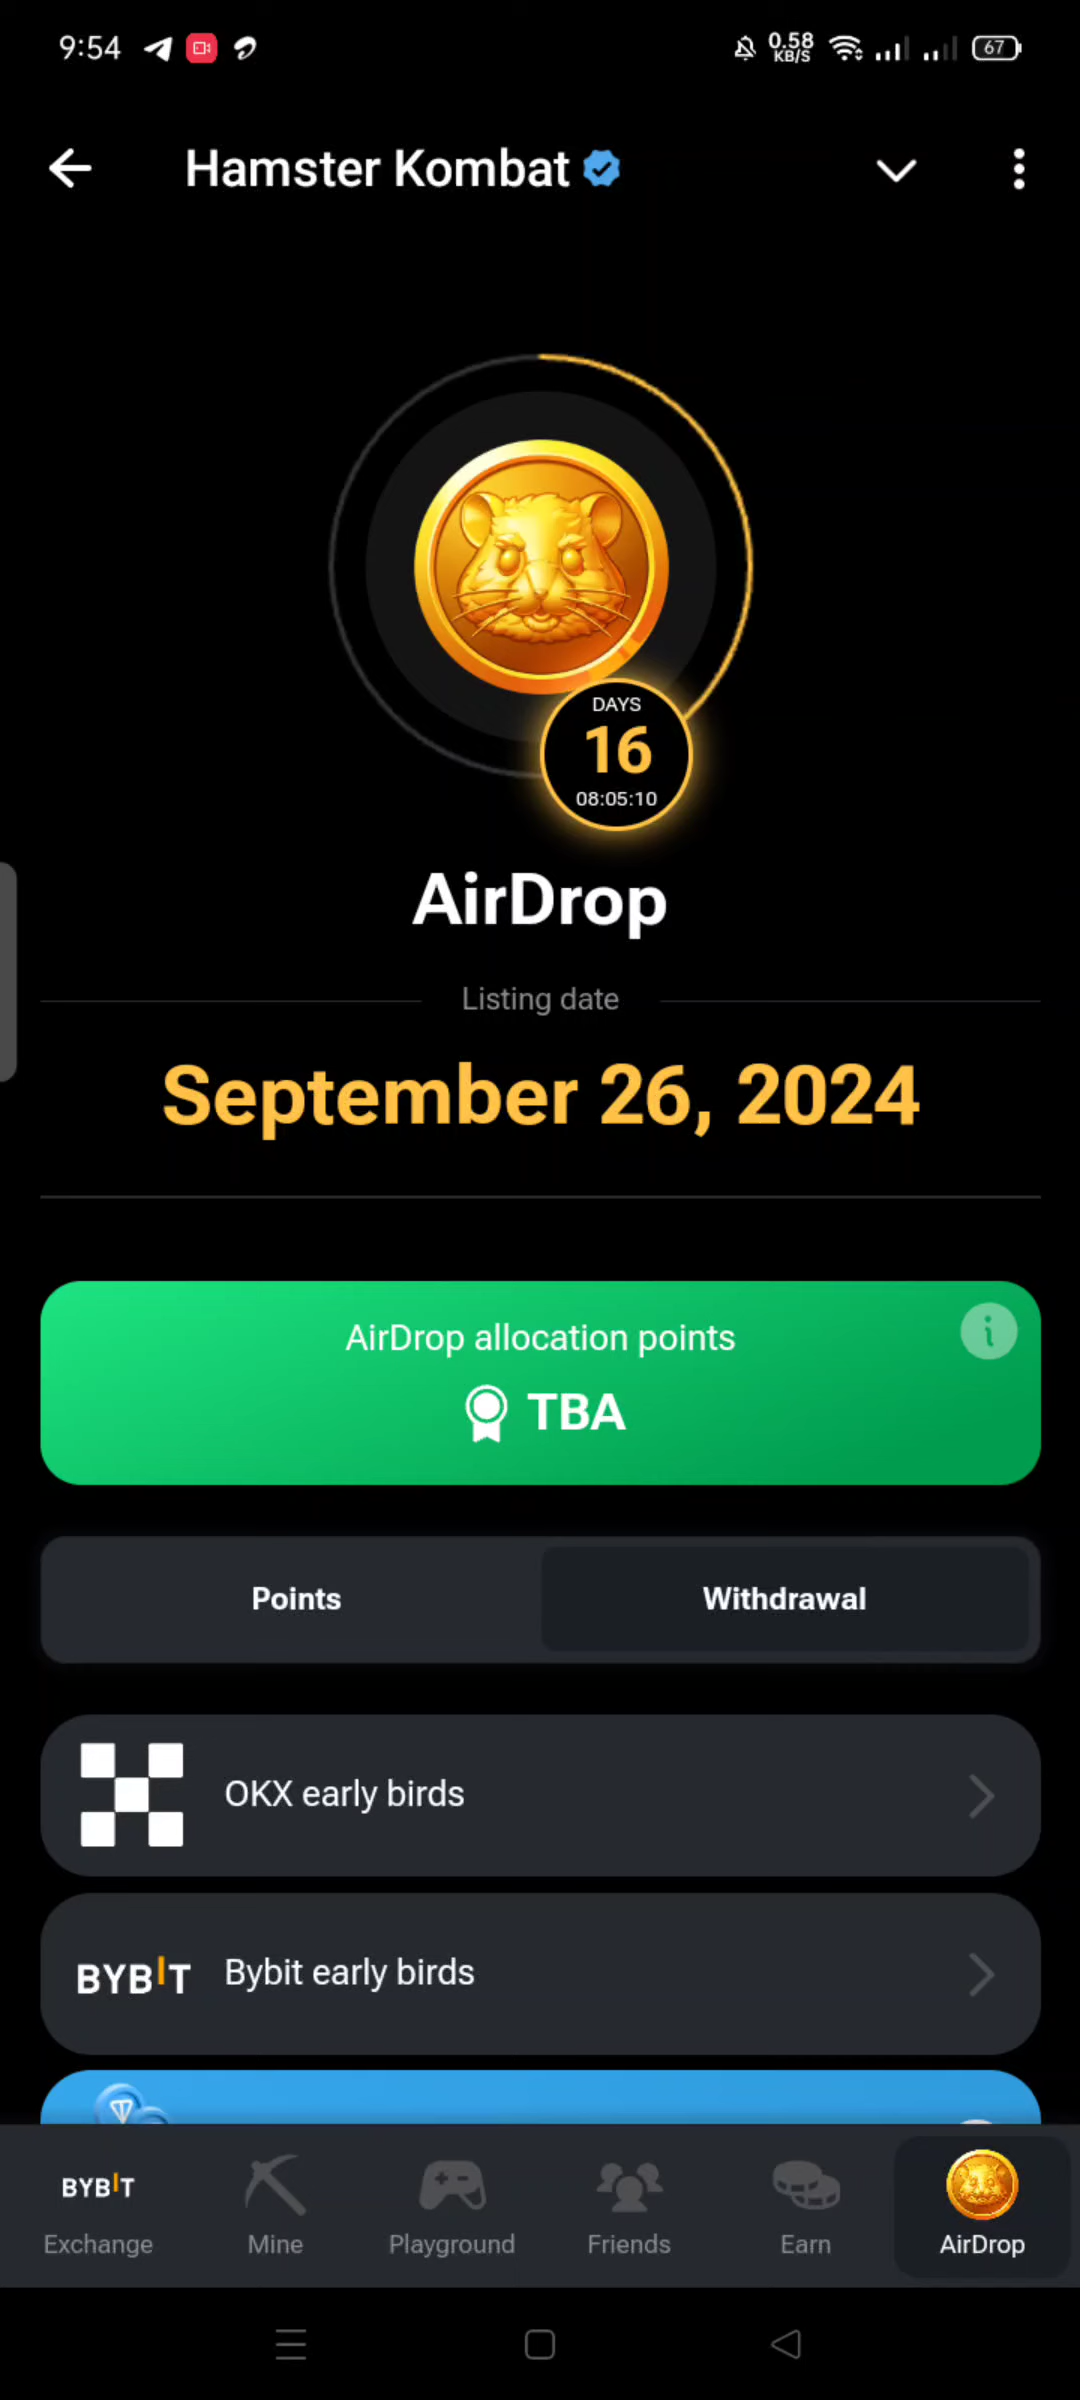 9:54
0.58
KB/S
67
Hamster Kombat
DAYS
16
08:05:10
AirDrop
Listing date
September 26, 2024
AirDrop allocation points
TBA
Points
Withdrawal
OKX early birds
BYBIT
Bybit early birds
BYBIT
Exchange
Mine
Playground
Friends
Earn
AirDrop